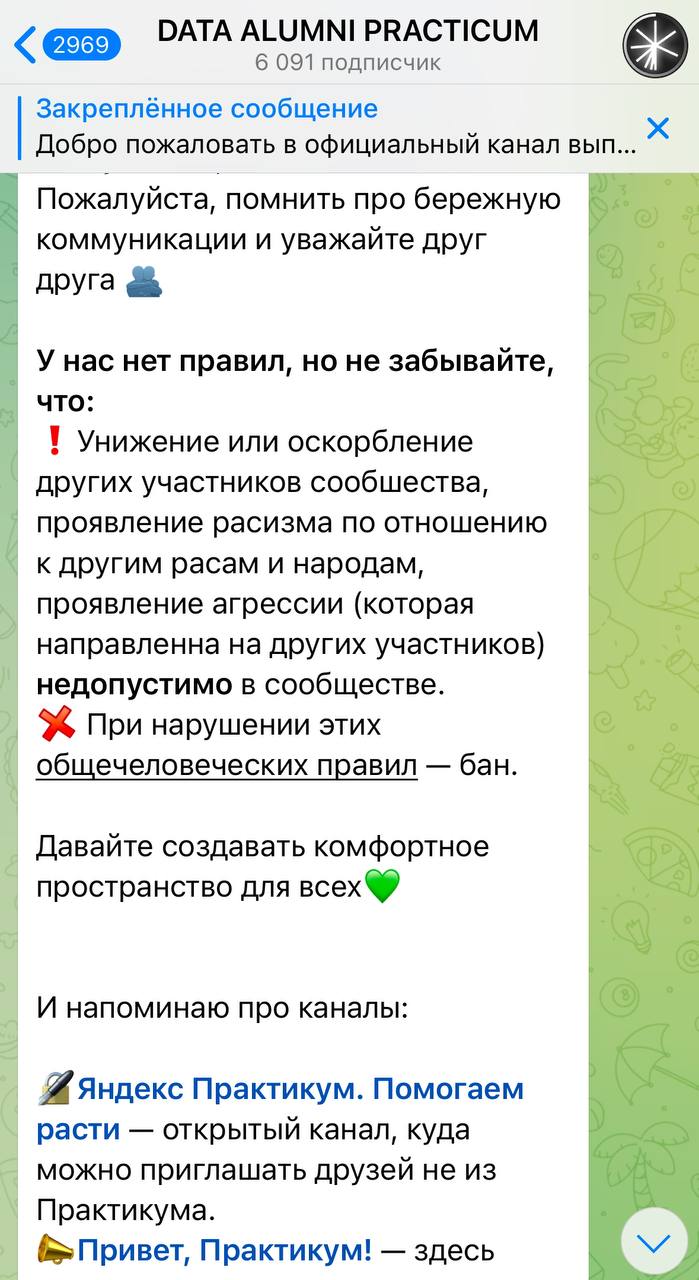 2969
DATA ALUMNI PRACTICUM
6 091 подписчик
Закреплённое сообщение
Добро пожаловать в официальный канал вып...
Пожалуйста, помнить про бережную
коммуникации и уважайте друг
друга 🫂
У нас нет правил, но не забывайте,
что:
❗ Унижение или оскорбление
других участников сообшества,
проявление расизма по отношению
к другим расам и народам,
проявление агрессии (которая
направленна на других участников)
недопустимо в сообществе.
❌ При нарушении этих
общечеловеческих правил — бан.
Давайте создавать комфортное
пространство для всех💚
И напоминаю про каналы:
🔏Яндекс Практикум. Помогаем
расти — открытый канал, куда
можно приглашать друзей не из
Практикума.
📣Привет, Практикум! — здесь